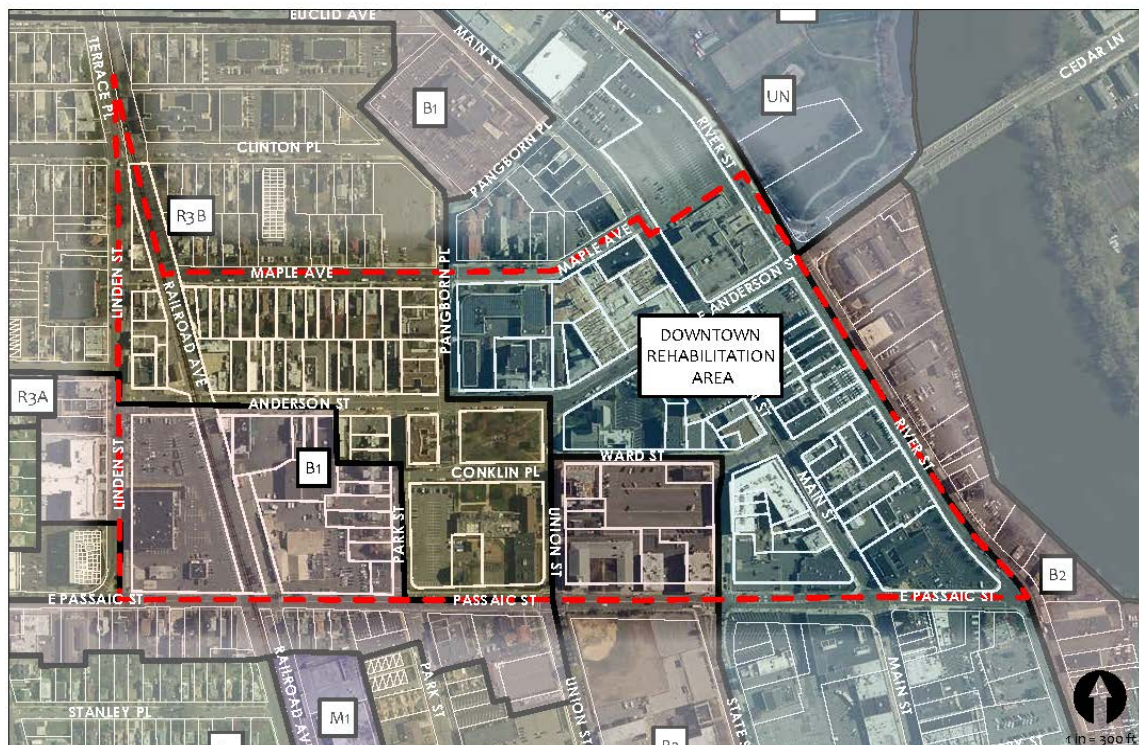 EUCLID AVE
MAIN ST
CEDAR LN
TERRACE PL
B1
UN
RIVER ST
CLINTON PL
PANGBORN PL
R3B
MAPLE AVE
MAPLE AVE
LINDEN ST
RAILROAD AVE
PANGBORN PL
E ANDERSON ST
DOWNTOWN
REHABILITATION
AREA
R3A
ANDERSON ST
LINDEN ST
B1
CONKLIN PL
WARD ST
MAIN ST
RIVER ST
PARK ST
UNION ST
B2
E PASSAIC ST
PASSAIC ST
E PASSAIC ST
RAILROAD AV
PARK ST
UNION ST
STATE S
MAIN ST
STANLEY PL
M1
1 in = 300 ft